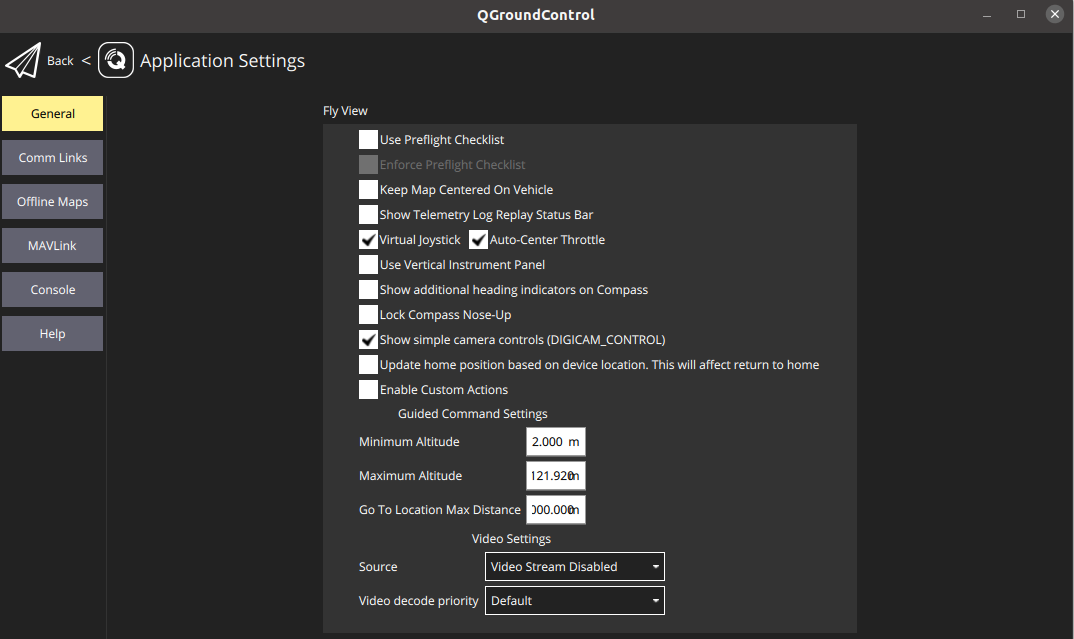 QGroundControl
Back < Application Settings
General
Comm Links
Offline Maps
MAVLink
Console
Help
Fly View
Use Preflight Checklist
Enforce Preflight Checklist
Keep Map Centered On Vehicle
Show Telemetry Log Replay Status Bar
Virtual Joystick Auto-Center Throttle
Use Vertical Instrument Panel
Show additional heading indicators on Compass
Lock Compass Nose-Up
Show simple camera controls (DIGICAM_CONTROL)
Update home position based on device location. This will affect return to home
Enable Custom Actions
Guided Command Settings
Minimum Altitude 2.000 m
Maximum Altitude 121.920 m
Go To Location Max Distance 000.000 m
Video Settings
Source Video Stream Disabled
Video decode priority Default